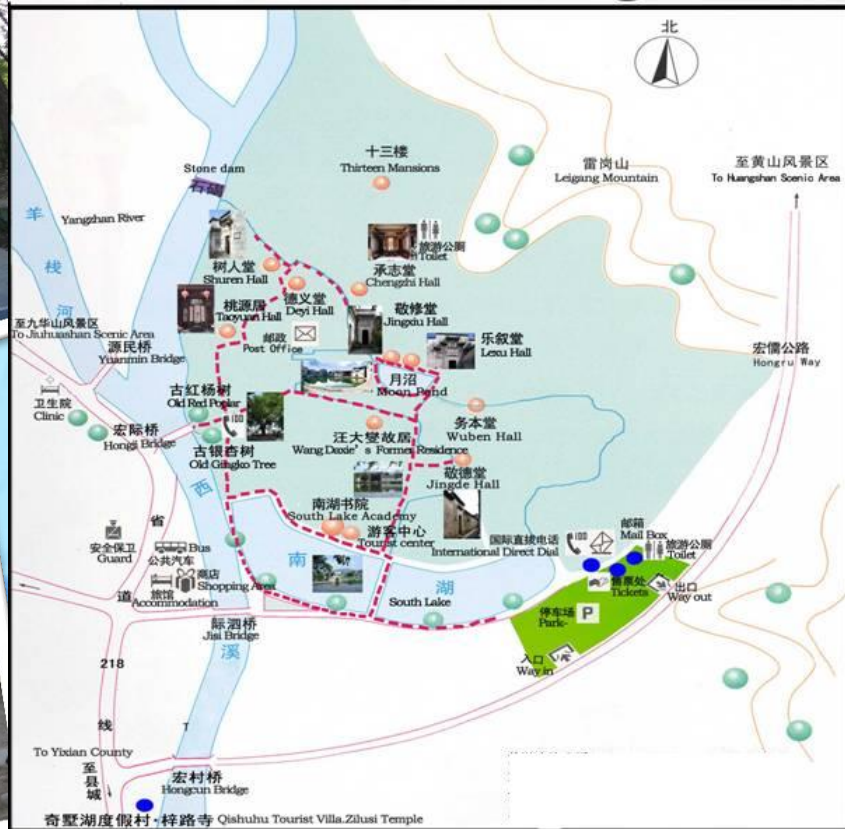 北
十三楼
Thirteen Mansions
雷岗山
Leigang Mountain
至黄山风景区
To Huangshan Scenic Area
Stone dam
石碣
羊栈河
Yangzhan River
旅游公厕
Toilet
树人堂
Shuren Hall
承志堂
Chengzhi Hall
德义堂
Deyi Hall
桃源居
Taoyuan Hall
敬修堂
Jingxiu Hall
乐叙堂
Lexu Hall
邮政
Post Office
至九华山风景区
To Jiuhuashan Scenic Area
源民桥
Yuanmin Bridge
宏儒公路
Hongru Way
月沼
Moan Pand
卫生院
Clinic
古红杨树
Old Red Poplar
宏际桥
Hongji Bridge
务本堂
Wuben Hall
汪大燮故居
Wang Daxie's Former Residence
古银杏树
Old Gingko Tree
敬德堂
Jingde Hall
西
溪
南湖书院
South Lake Academy
游客中心
Tourist center
国际直拔电话
International Direct Dial
邮箱
Mail Box
旅游公厕
Toilet
安全保卫
Guard
Bus
公共汽车
商店
Shopping Area
旅馆
Accommodation
南
湖
South Lake
售票处
Tickets
出口
Way out
停车场
Park-
P
入口
Way in
际泗桥
Jisi Bridge
省
道
218
线
T
To Yixian County
至县城
宏村桥
Hongcun Bridge
奇墅湖度假村·梓路寺 Qishuhu Tourist Villa.Zilusi Temple